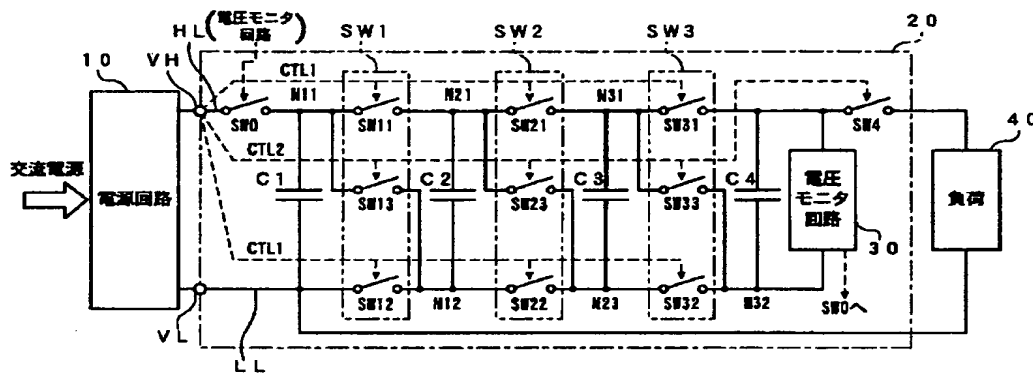 HL(電圧モニタ
回路)
SW1
SW2
SW3
20
10
VH
CTL1
N11
N21
N31
SW0
SW11
SW21
SW31
SW4
40
CTL2
交流電源
電源回路
C1
C2
C3
C4
SW13
SW23
SW33
電圧
モニタ
回路
負荷
30
CTL1
SW12
N12
SW22
N23
SW32
N32
SW0へ
VL
LL